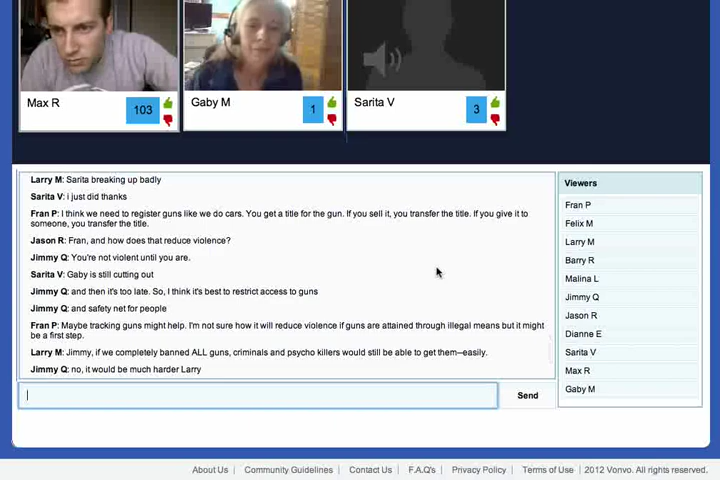 Max R
103
Gaby M
1
Sarita V
3
Larry M: Sarita breaking up badly
Sarita V: i just did thanks
Fran P: I think we need to register guns like we do cars. You get a title for the gun. If you sell it, you transfer the title. If you give it to
someone, you transfer the title.
Jason R: Fran, and how does that reduce violence?
Jimmy Q: You're not violent until you are.
Sarita V: Gaby is still cutting out
Jimmy Q: and then it's too late. So, I think it's best to restrict access to guns
Jimmy Q: and safety net for people
Fran P: Maybe tracking guns might help. I'm not sure how it will reduce violence if guns are attained through illegal means but it might
be a first step.
Larry M: Jimmy, if we completely banned ALL guns, criminals and psycho killers would still be able to get them—easily.
Jimmy Q: no, it would be much harder Larry
Send
Viewers
Fran P
Felix M
Larry M
Barry R
Malina L
Jimmy Q
Jason R
Dianne E
Sarita V
Max R
Gaby M
About Us | Community Guidelines | Contact Us | F.A.Q's | Privacy Policy | Terms of Use | 2012 Vonvo. All rights reserved.